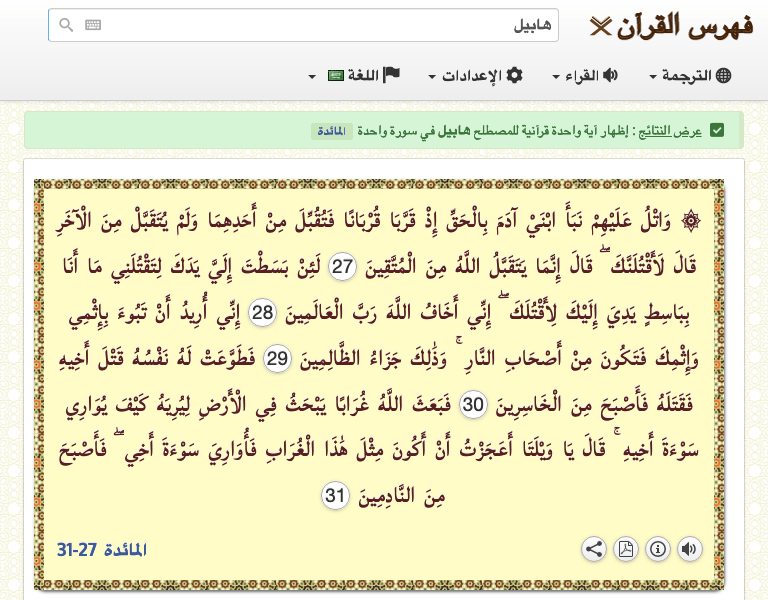 فهرس القرآن
هابيل
الترجمة
القراء
الإعدادات
اللغة
عرض النتائج : إظهار آية واحدة قرآنية للمصطلح هابيل في سورة واحدة المائدة
۞ وَاتْلُ عَلَيْهِمْ نَبَأَ ابْنَيْ آدَمَ بِالْحَقِّ إِذْ قَرَّبَا قُرْبَانًا فَتُقُبِّلَ مِنْ أَحَدِهِمَا وَلَمْ يُتَقَبَّلْ مِنَ الْآخَرِ
قَالَ لَأَقْتُلَنَّكَ ۖ قَالَ إِنَّمَا يَتَقَبَّلُ اللَّهُ مِنَ الْمُتَّقِينَ 27 لَئِنْ بَسَطْتَ إِلَيَّ يَدَكَ لِتَقْتُلَنِي مَا أَنَا
بِبَاسِطٍ يَدِيَ إِلَيْكَ لِأَقْتُلَكَ ۖ إِنِّي أَخَافُ اللَّهَ رَبَّ الْعَالَمِينَ 28 إِنِّي أُرِيدُ أَنْ تَبُوءَ بِإِثْمِي
وَإِثْمِكَ فَتَكُونَ مِنْ أَصْحَابِ النَّارِ ۚ وَذَٰلِكَ جَزَاءُ الظَّالِمِينَ 29 فَطَوَّعَتْ لَهُ نَفْسُهُ قَتْلَ أَخِيهِ
فَقَتَلَهُ فَأَصْبَحَ مِنَ الْخَاسِرِينَ 30 فَبَعَثَ اللَّهُ غُرَابًا يَبْحَثُ فِي الْأَرْضِ لِيُرِيَهُ كَيْفَ يُوَارِي
سَوْءَةَ أَخِيهِ ۚ قَالَ يَا وَيْلَتَا أَعَجَزْتُ أَنْ أَكُونَ مِثْلَ هَٰذَا الْغُرَابِ فَأُوَارِيَ سَوْءَةَ أَخِي ۖ فَأَصْبَحَ
مِنَ النَّادِمِينَ 31
المائدة 27-31